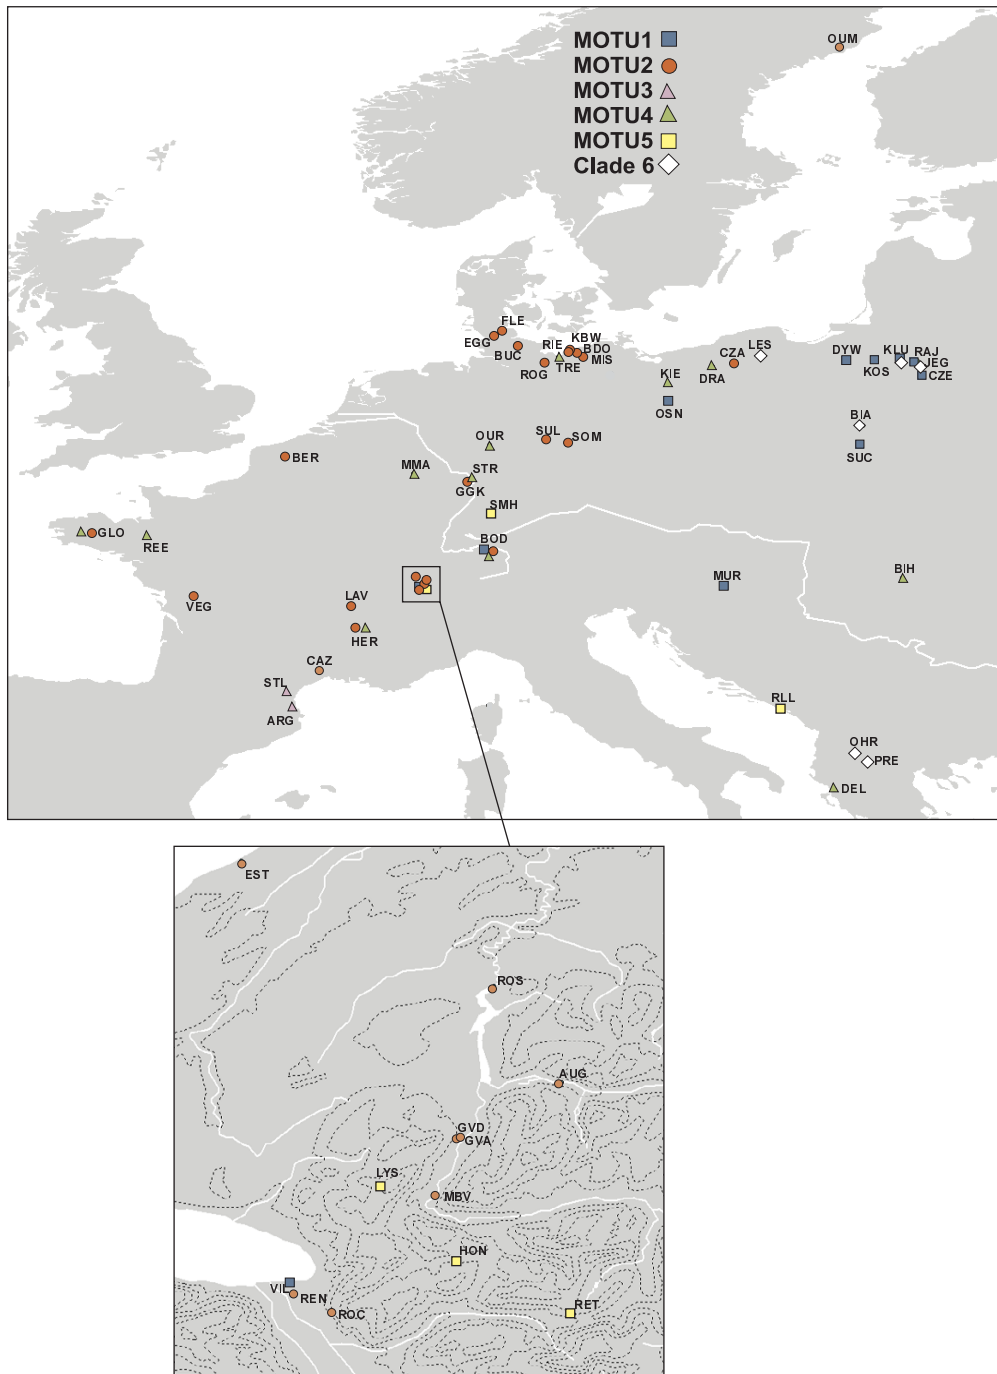 MOTU1
MOTU2
MOTU3
MOTU4
MOTU5
Clade 6
OUM
FLE
EGG
BUC
RIE
KBW
BDO
TRE
MIS
ROG
KIE
OSN
DRA
CZA
LES
DYW
KOS
KLU
RAJ
JEG
CZE
BIA
SUC
SUL
SOM
OUR
BER
MMA
STR
GGK
SMH
GLO
REE
BOD
MUR
BIH
VEG
LAV
HER
CAZ
STL
ARG
RLL
OHR
PRE
DEL
EST
ROS
AUG
GVD
GVA
LYS
MBV
HON
VIL
REN
ROC
RET